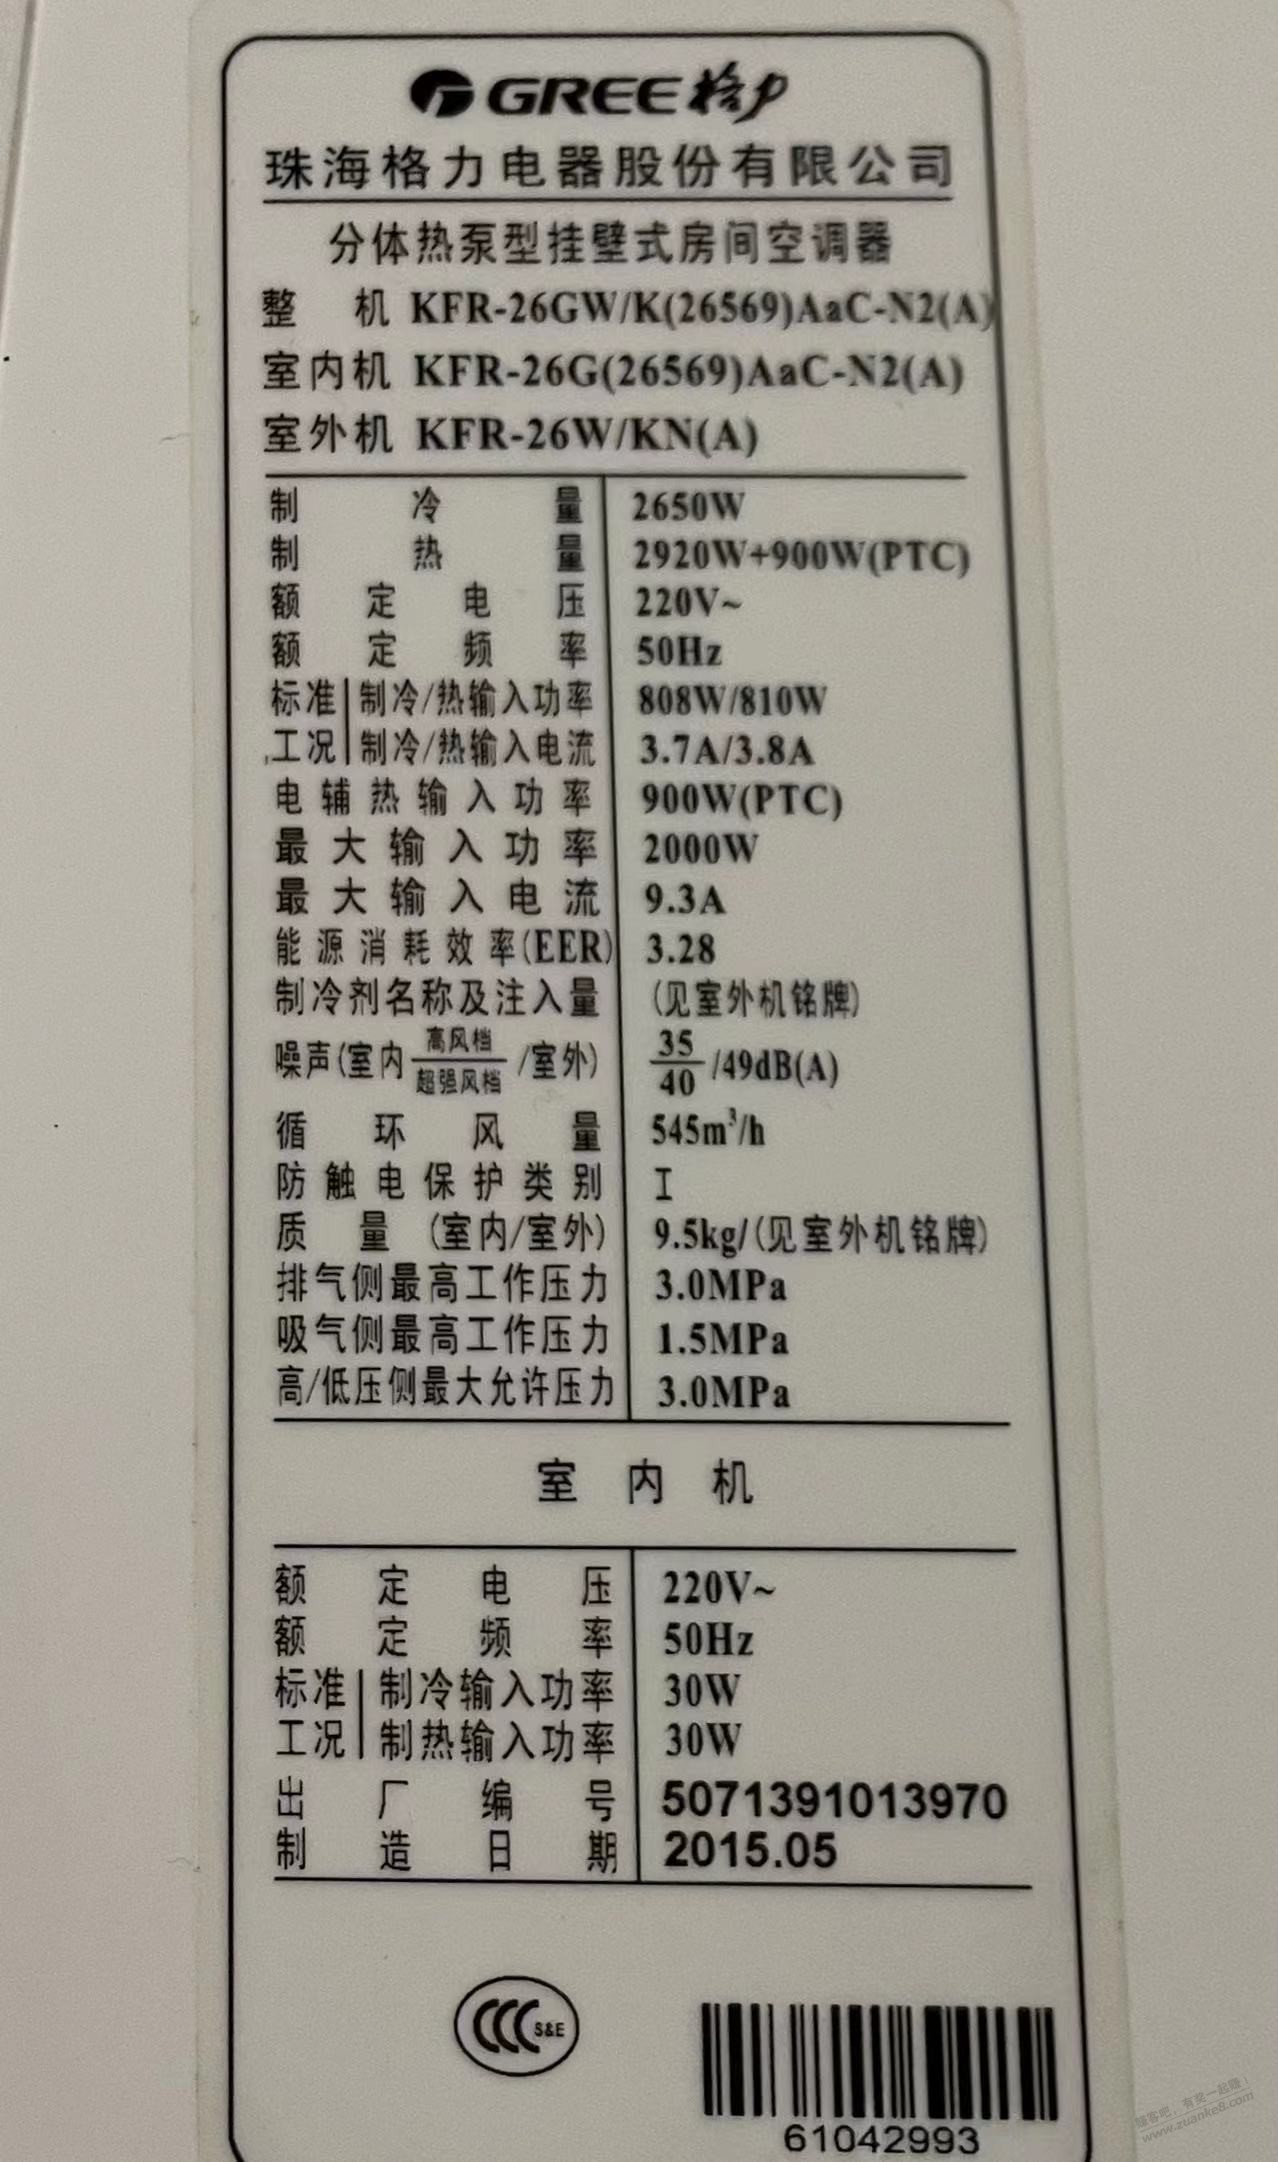 GREE 格力
珠海格力电器股份有限公司
分体热泵型挂壁式房间空调器
整 机 KFR-26GW/K(26569)AaC-N2(A)
室内机 KFR-26G(26569)AaC-N2(A)
室外机 KFR-26W/KN(A)
制冷量 2650W
制热量 2920W+900W(PTC)
额定电压 220V~
额定频率 50Hz
标准|制冷/热输入功率 808W/810W
工况|制冷/热输入电流 3.7A/3.8A
电辅热输入功率 900W(PTC)
最大输入功率 2000W
最大输入电流 9.3A
能源消耗效率(EER) 3.28
制冷剂名称及注入量 (见室外机铭牌)
噪声(室内 高风档/超强风档 /室外) 35/40 /49dB(A)
循环风量 545m³/h
防触电保护类别 I
质量(室内/室外) 9.5kg/(见室外机铭牌)
排气侧最高工作压力 3.0MPa
吸气侧最高工作压力 1.5MPa
高/低压侧最大允许压力 3.0MPa
室内机
额定电压 220V~
额定频率 50Hz
标准|制冷输入功率 30W
工况|制热输入功率 30W
出厂编号 5071391013970
制造日期 2015.05
CCC S&E
61042993
赚客吧，有奖一起赚！
www.zuanke8.com